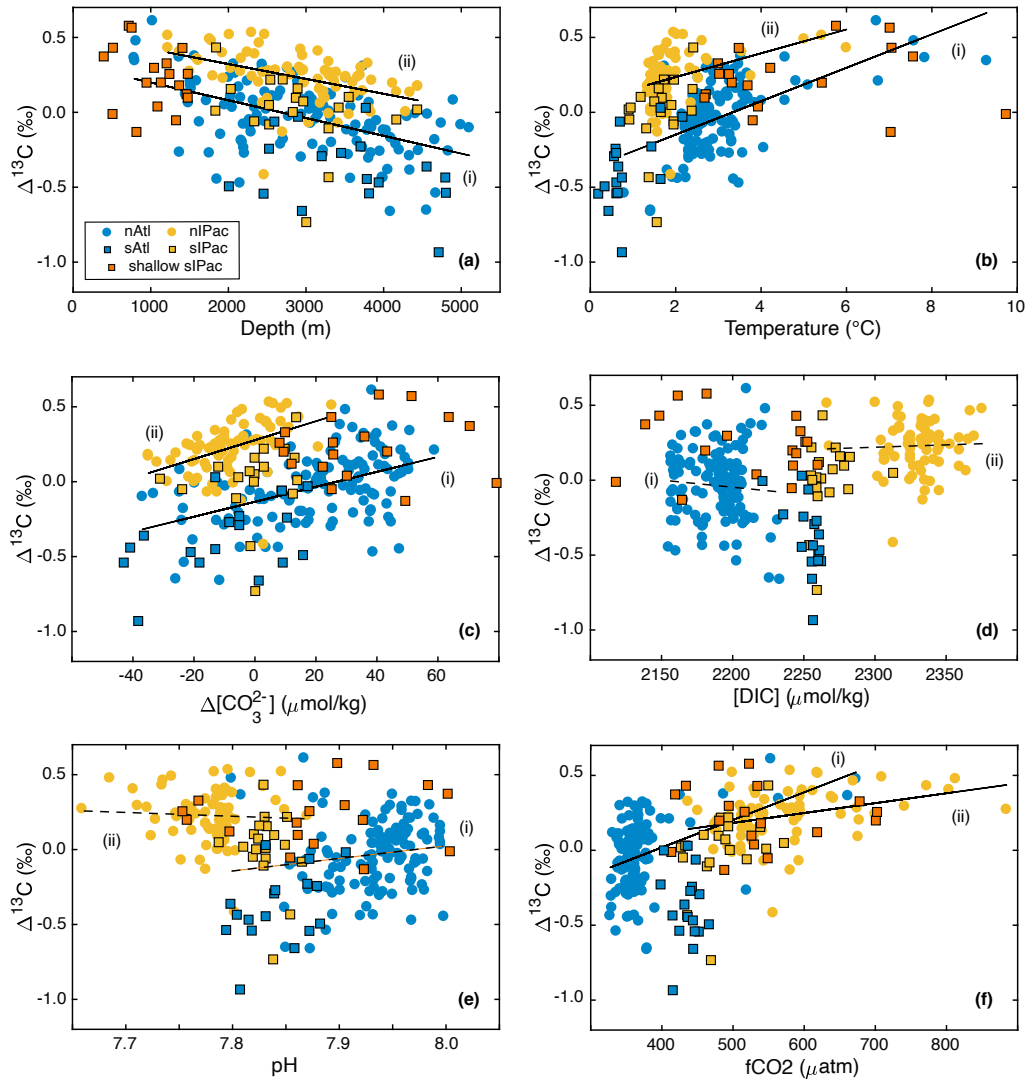 0.5
0.0
-0.5
-1.0
Δ13C (‰)
(ii)
(i)
nAtl nIPac
sAtl sIPac
shallow sIPac
(a)
0 1000 2000 3000 4000 5000
Depth (m)
0.5
0.0
-0.5
-1.0
Δ13C (‰)
(ii)
(i)
(b)
0 2 4 6 8 10
Temperature (°C)
0.5
0.0
-0.5
-1.0
Δ13C (‰)
(ii)
(i)
(c)
-40 -20 0 20 40 60
Δ[CO32-] (μmol/kg)
0.5
0.0
-0.5
-1.0
Δ13C (‰)
(i)
(ii)
(d)
2150 2200 2250 2300 2350
[DIC] (μmol/kg)
0.5
0.0
-0.5
-1.0
Δ13C (‰)
(ii)
(i)
(e)
7.7 7.8 7.9 8.0
pH
0.5
0.0
-0.5
-1.0
Δ13C (‰)
(i)
(ii)
(f)
400 500 600 700 800
fCO2 (μatm)